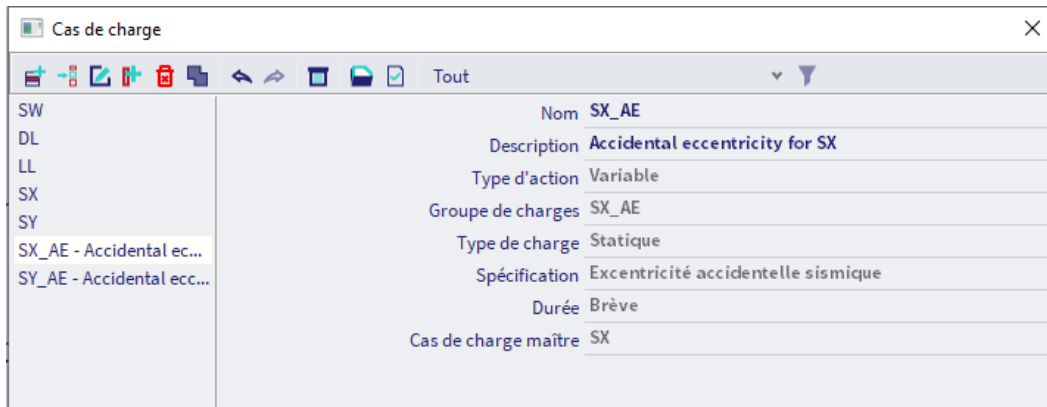 Cas de charge
Tout
SW
DL
LL
SX
SY
SX_AE - Accidental ec...
SY_AE - Accidental ecc...
Nom SX_AE
Description Accidental eccentricity for SX
Type d'action Variable
Groupe de charges SX_AE
Type de charge Statique
Spécification Excentricité accidentelle sismique
Durée Brève
Cas de charge maître SX